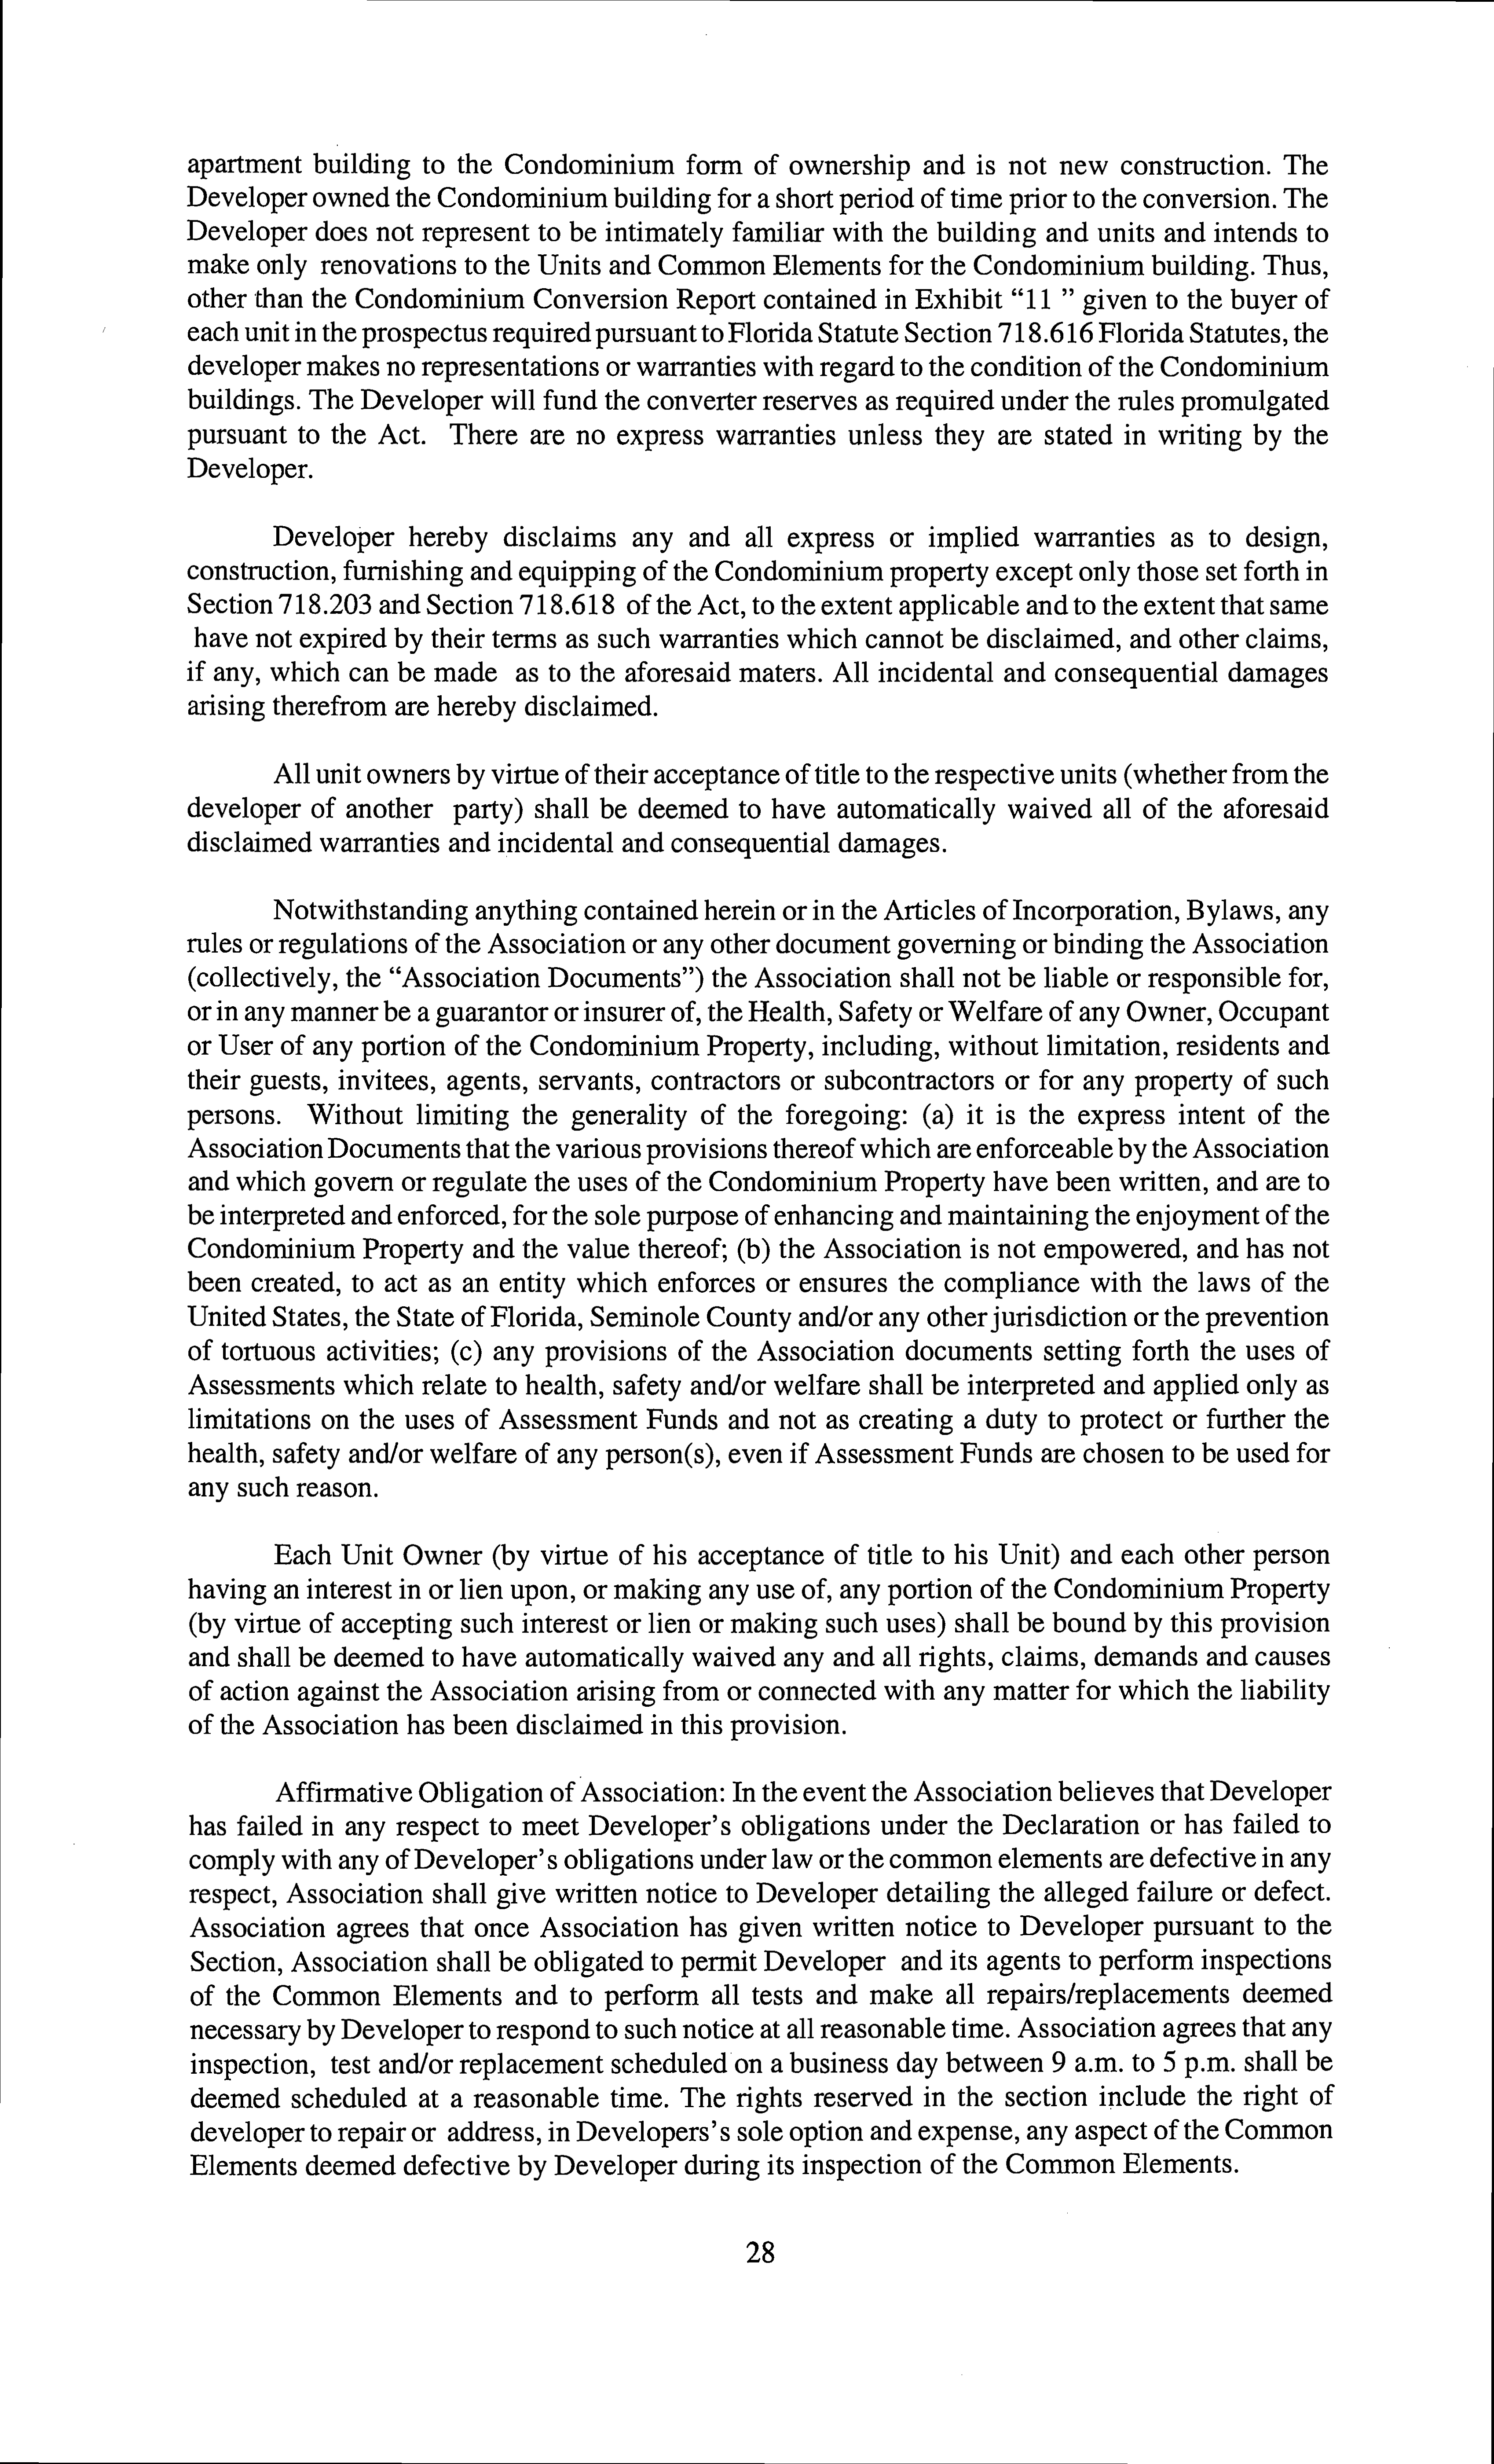 apartment building to the Condominium form of ownership and is not new construction. The
Developer owned the Condominium building for a short period of time prior to the conversion. The
Developer does not represent to be intimately familiar with the building and units and intends to
make only renovations to the Units and Common Elements for the Condominium building. Thus,
other than the Condominium Conversion Report contained in Exhibit “11 ” given to the buyer of
each unit in the prospectus required pursuant to Florida Statute Section 718.616 Florida Statutes, the
developer makes no representations or warranties with regard to the condition of the Condominium
buildings. The Developer will fund the converter reserves as required under the rules promulgated
pursuant to the Act. There are no express warranties unless they are stated in writing by the
Developer.
Developer hereby disclaims any and all express or implied warranties as to design,
construction, furnishing and equipping of the Condominium property except only those set forth in
Section 718.203 and Section 718.618 of the Act, to the extent applicable and to the extent that same
have not expired by their terms as such warranties which cannot be disclaimed, and other claims,
if any, which can be made as to the aforesaid maters. All incidental and consequential damages
arising therefrom are hereby disclaimed.
All unit owners by virtue of their acceptance of title to the respective units (whether from the
developer of another party) shall be deemed to have automatically waived all of the aforesaid
disclaimed warranties and incidental and consequential damages.
Notwithstanding anything contained herein or in the Articles of Incorporation, Bylaws, any
rules or regulations of the Association or any other document governing or binding the Association
(collectively, the “Association Documents”) the Association shall not be liable or responsible for,
or in any manner be a guarantor or insurer of, the Health, Safety or Welfare of any Owner, Occupant
or User of any portion of the Condominium Property, including, without limitation, residents and
their guests, invitees, agents, servants, contractors or subcontractors or for any property of such
persons. Without limiting the generality of the foregoing: (a) it is the express intent of the
Association Documents that the various provisions thereof which are enforceable by the Association
and which govern or regulate the uses of the Condominium Property have been written, and are to
be interpreted and enforced, for the sole purpose of enhancing and maintaining the enjoyment of the
Condominium Property and the value thereof; (b) the Association is not empowered, and has not
been created, to act as an entity which enforces or ensures the compliance with the laws of the
United States, the State of Florida, Seminole County and/or any other jurisdiction or the prevention
of tortuous activities; (c) any provisions of the Association documents setting forth the uses of
Assessments which relate to health, safety and/or welfare shall be interpreted and applied only as
limitations on the uses of Assessment Funds and not as creating a duty to protect or further the
health, safety and/or welfare of any person(s), even if Assessment Funds are chosen to be used for
any such reason.
Each Unit Owner (by virtue of his acceptance of title to his Unit) and each other person
having an interest in or lien upon, or making any use of, any portion of the Condominium Property
(by virtue of accepting such interest or lien or making such uses) shall be bound by this provision
and shall be deemed to have automatically waived any and all rights, claims, demands and causes
of action against the Association arising from or connected with any matter for which the liability
of the Association has been disclaimed in this provision.
Affirmative Obligation of Association: In the event the Association believes that Developer
has failed in any respect to meet Developer’s obligations under the Declaration or has failed to
comply with any of Developer’s obligations under law or the common elements are defective in any
respect, Association shall give written notice to Developer detailing the alleged failure or defect.
Association agrees that once Association has given written notice to Developer pursuant to the
Section, Association shall be obligated to permit Developer and its agents to perform inspections
of the Common Elements and to perform all tests and make all repairs/replacements deemed
necessary by Developer to respond to such notice at all reasonable time. Association agrees that any
inspection, test and/or replacement scheduled on a business day between 9 a.m. to 5 p.m. shall be
deemed scheduled at a reasonable time. The rights reserved in the section include the right of
developer to repair or address, in Developers’s sole option and expense, any aspect of the Common
Elements deemed defective by Developer during its inspection of the Common Elements.
28